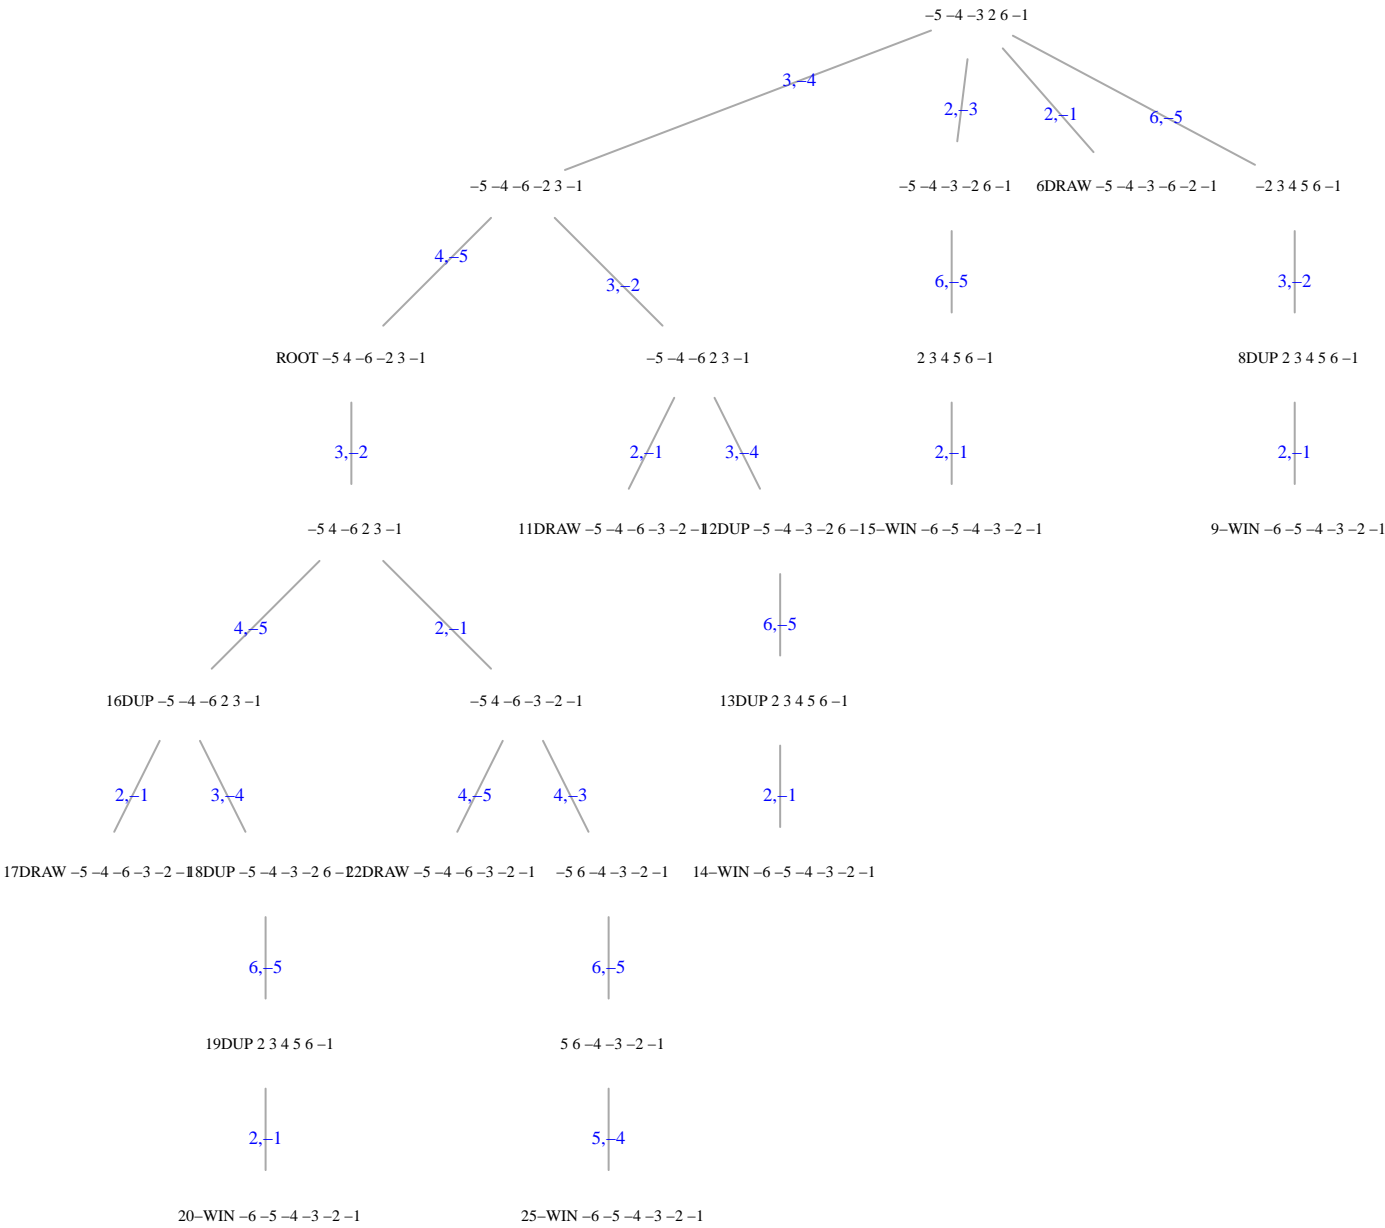 −5 −4 −3 2 6 −1
3,−4
2,−3
2,−1
6,−5
−5 −4 −6 −2 3 −1
−5 −4 −3 −2 6 −1
6DRAW −5 −4 −3 −6 −2 −1
−2 3 4 5 6 −1
4,−5
3,−2
6,−5
3,−2
ROOT −5 4 −6 −2 3 −1
−5 −4 −6 2 3 −1
2 3 4 5 6 −1
8DUP 2 3 4 5 6 −1
3,−2
2,−1
3,−4
2,−1
2,−1
−5 4 −6 2 3 −1
11DRAW −5 −4 −6 −3 −2 −1
12DUP −5 −4 −3 −2 6 −1
5−WIN −6 −5 −4 −3 −2 −1
9−WIN −6 −5 −4 −3 −2 −1
4,−5
2,−1
6,−5
16DUP −5 −4 −6 2 3 −1
−5 4 −6 −3 −2 −1
13DUP 2 3 4 5 6 −1
2,−1
3,−4
4,−5
4,−3
2,−1
17DRAW −5 −4 −6 −3 −2 −1
18DUP −5 −4 −3 −2 6 −1
22DRAW −5 −4 −6 −3 −2 −1
−5 6 −4 −3 −2 −1
14−WIN −6 −5 −4 −3 −2 −1
6,−5
6,−5
19DUP 2 3 4 5 6 −1
5 6 −4 −3 −2 −1
2,−1
5,−4
20−WIN −6 −5 −4 −3 −2 −1
25−WIN −6 −5 −4 −3 −2 −1